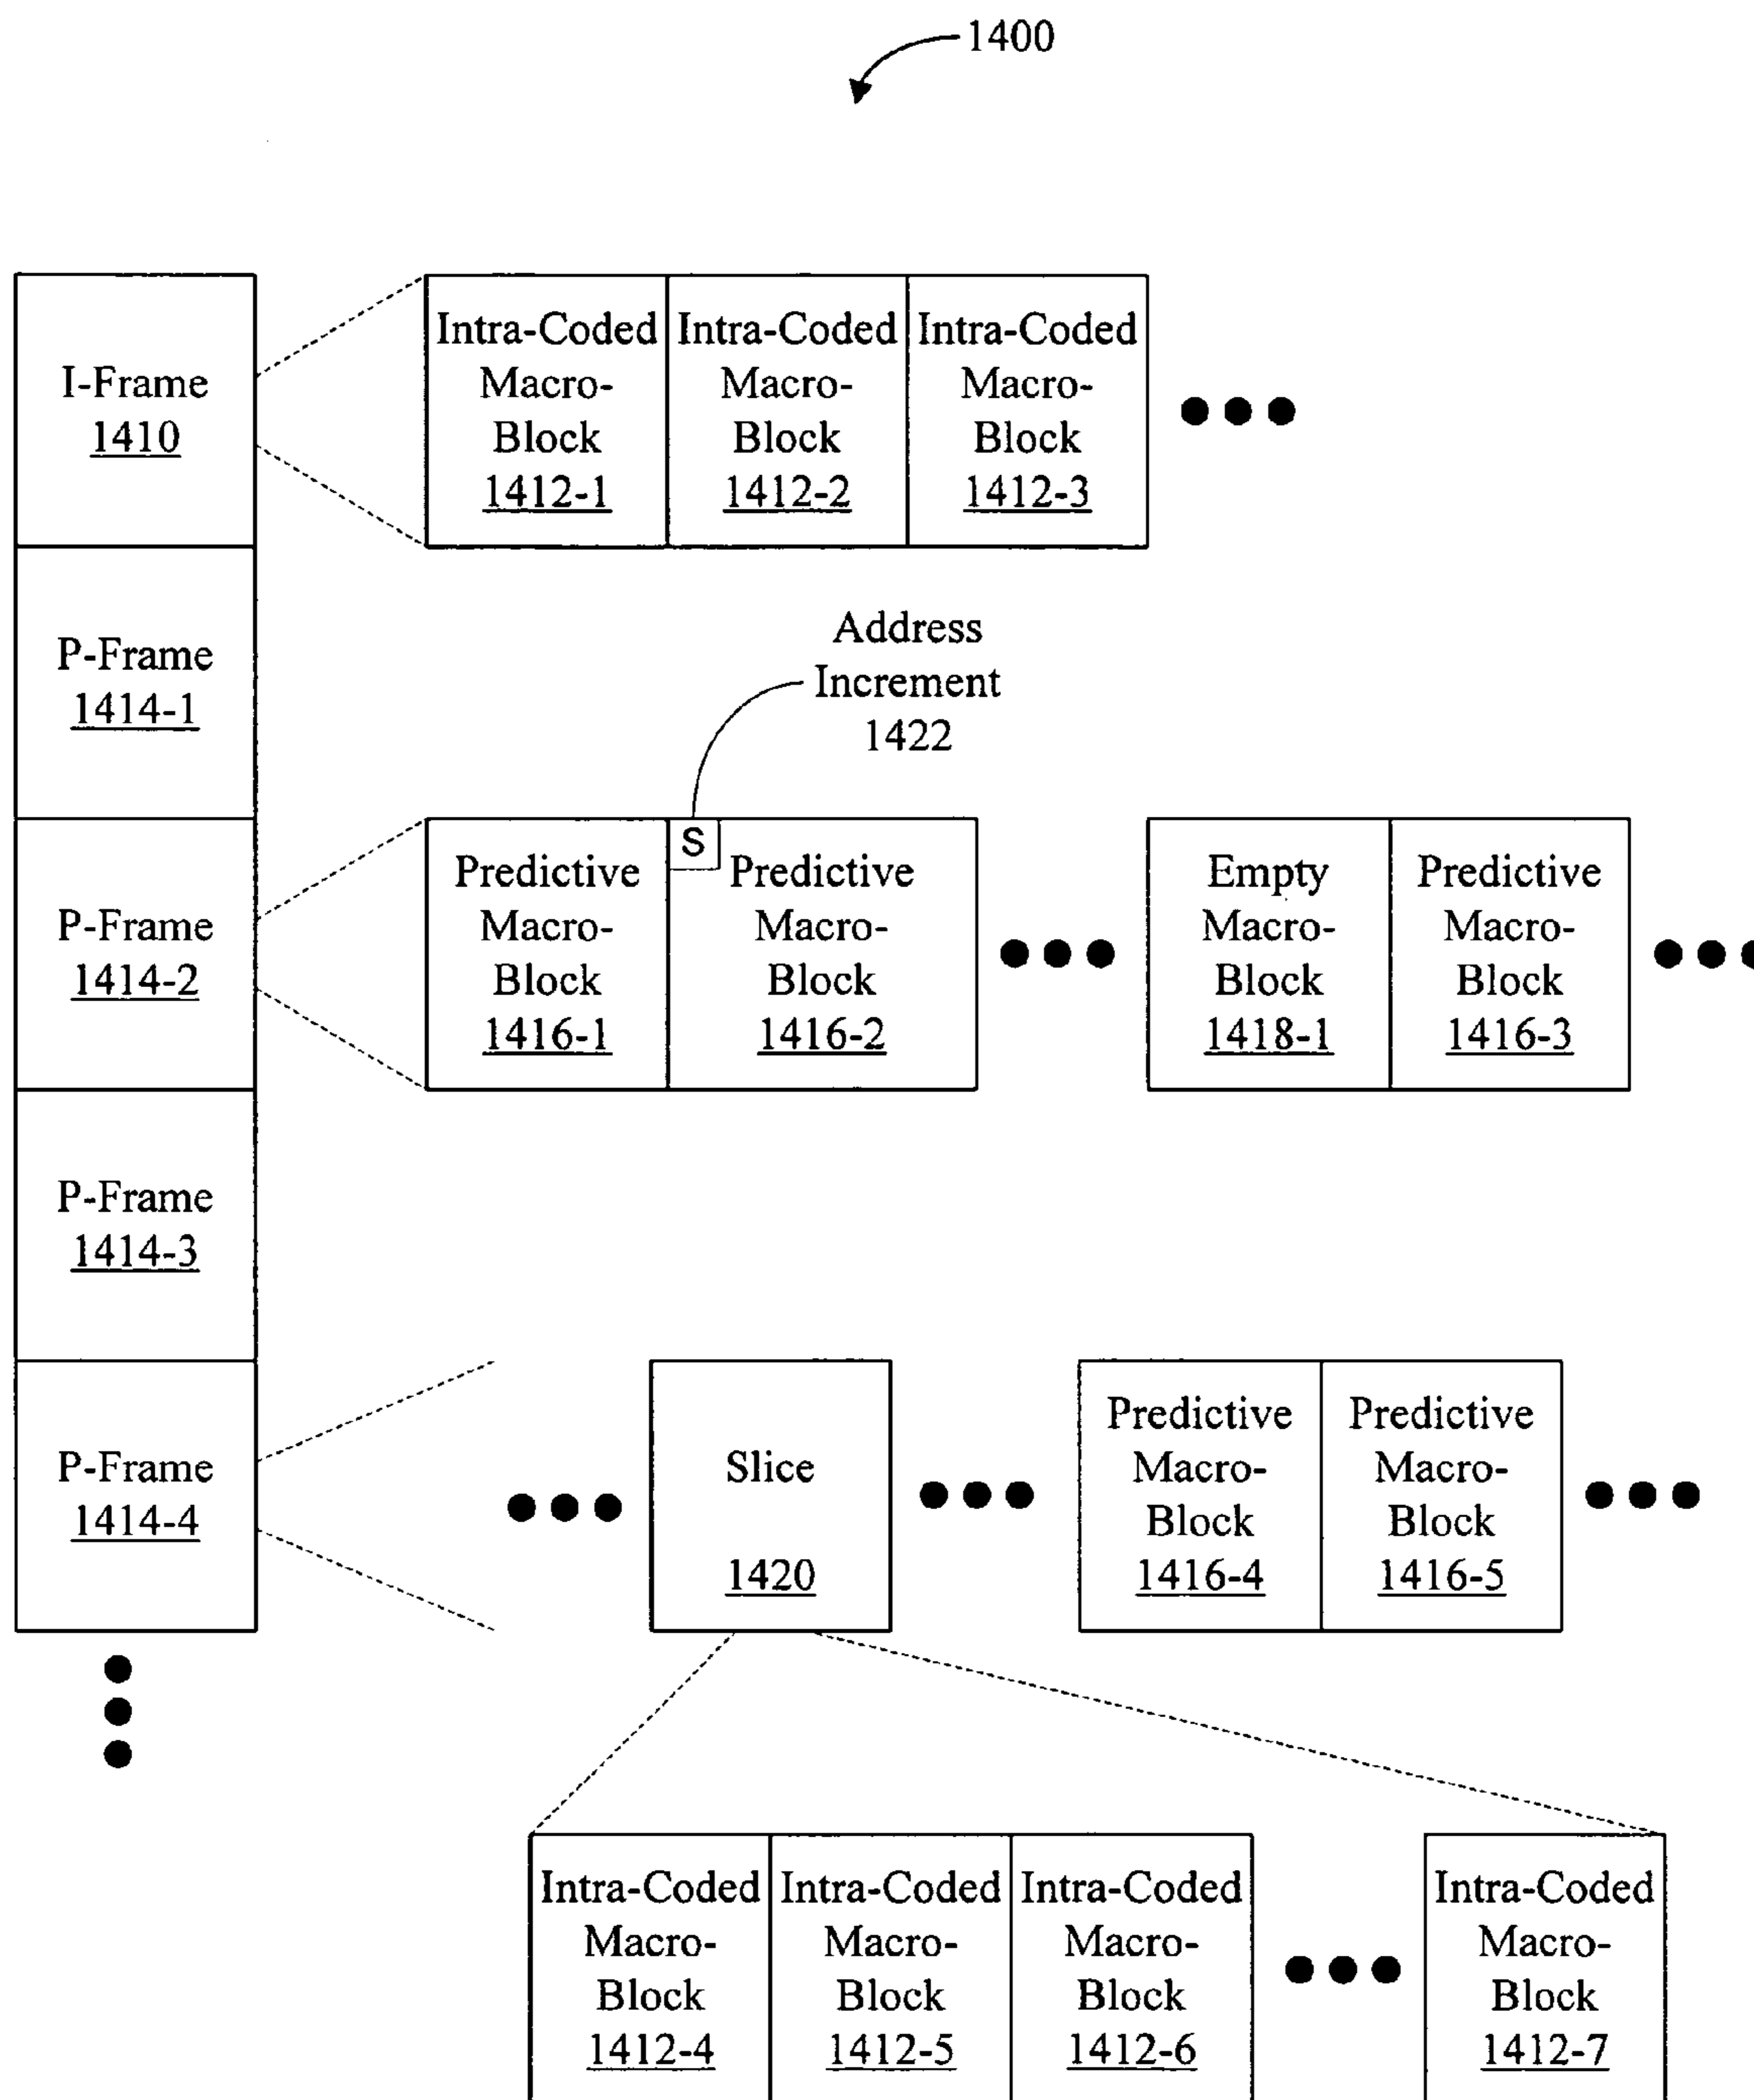 1400
I-Frame
1410
Intra-Coded
Macro-
Block
1412-1
Intra-Coded
Macro-
Block
1412-2
Intra-Coded
Macro-
Block
1412-3
P-Frame
1414-1
Address
Increment
1422
P-Frame
1414-2
Predictive
Macro-
Block
1416-1
S
Predictive
Macro-
Block
1416-2
Empty
Macro-
Block
1418-1
Predictive
Macro-
Block
1416-3
P-Frame
1414-3
P-Frame
1414-4
Slice
1420
Predictive
Macro-
Block
1416-4
Predictive
Macro-
Block
1416-5
Intra-Coded
Macro-
Block
1412-4
Intra-Coded
Macro-
Block
1412-5
Intra-Coded
Macro-
Block
1412-6
Intra-Coded
Macro-
Block
1412-7